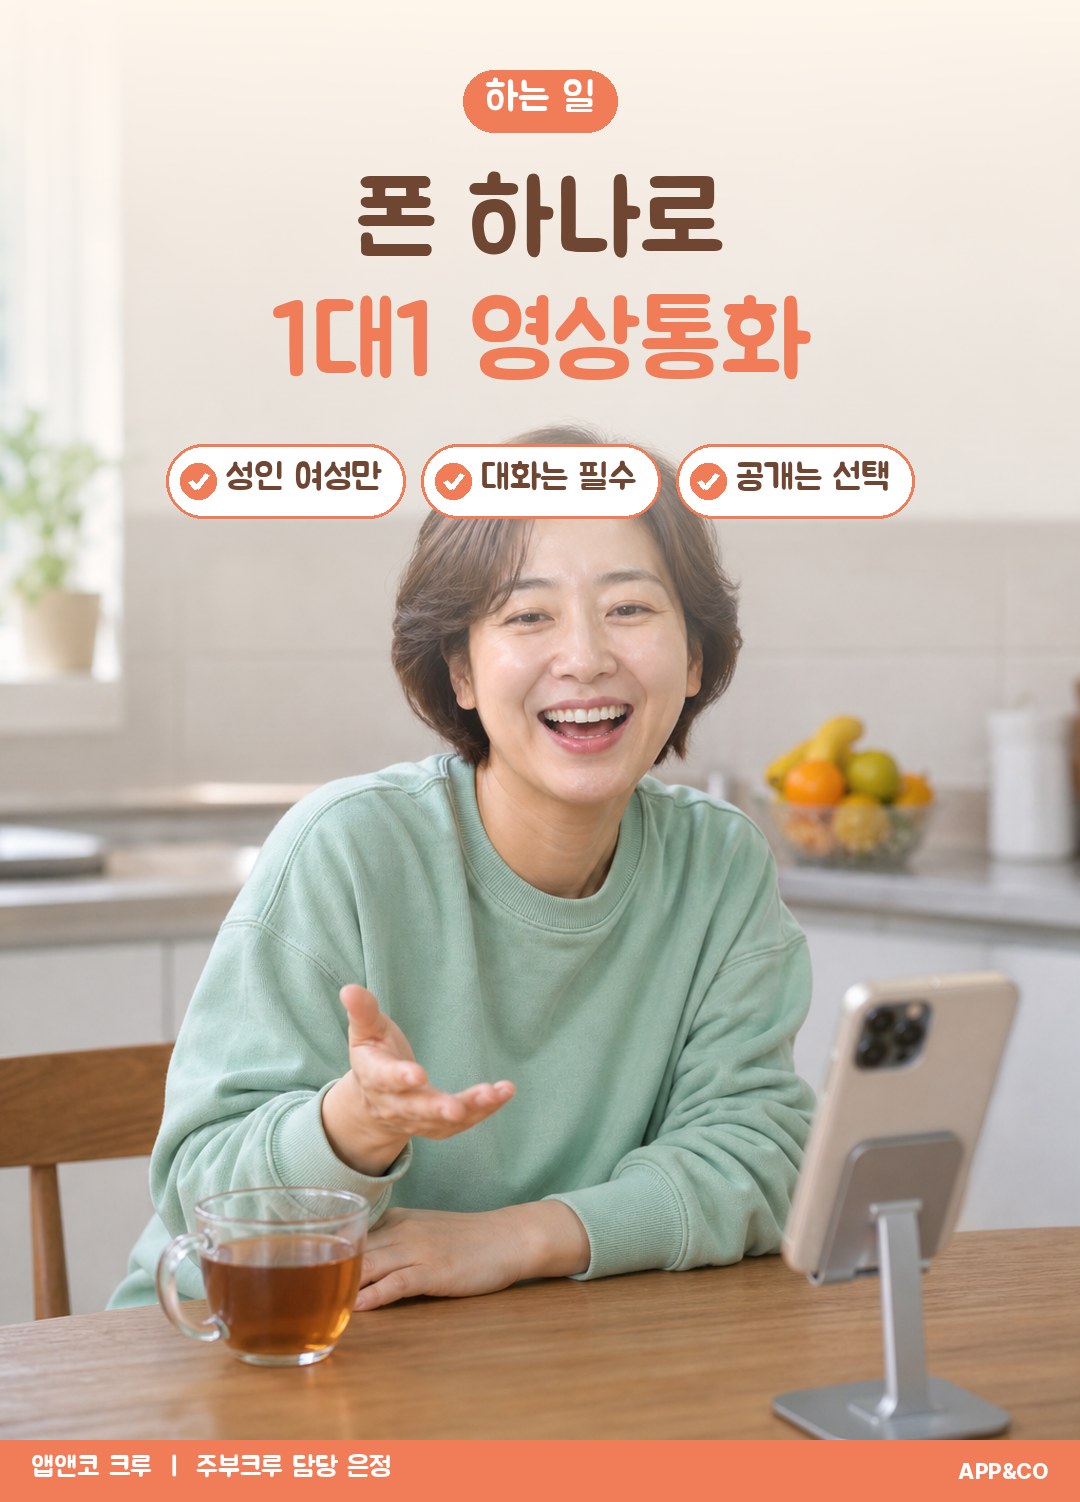 하는 일
폰 하나로
1대1 영상통화
성인 여성만
대화는 필수
공개는 선택
앱앤코 크루 | 주부크루 담당 은정
APP&CO